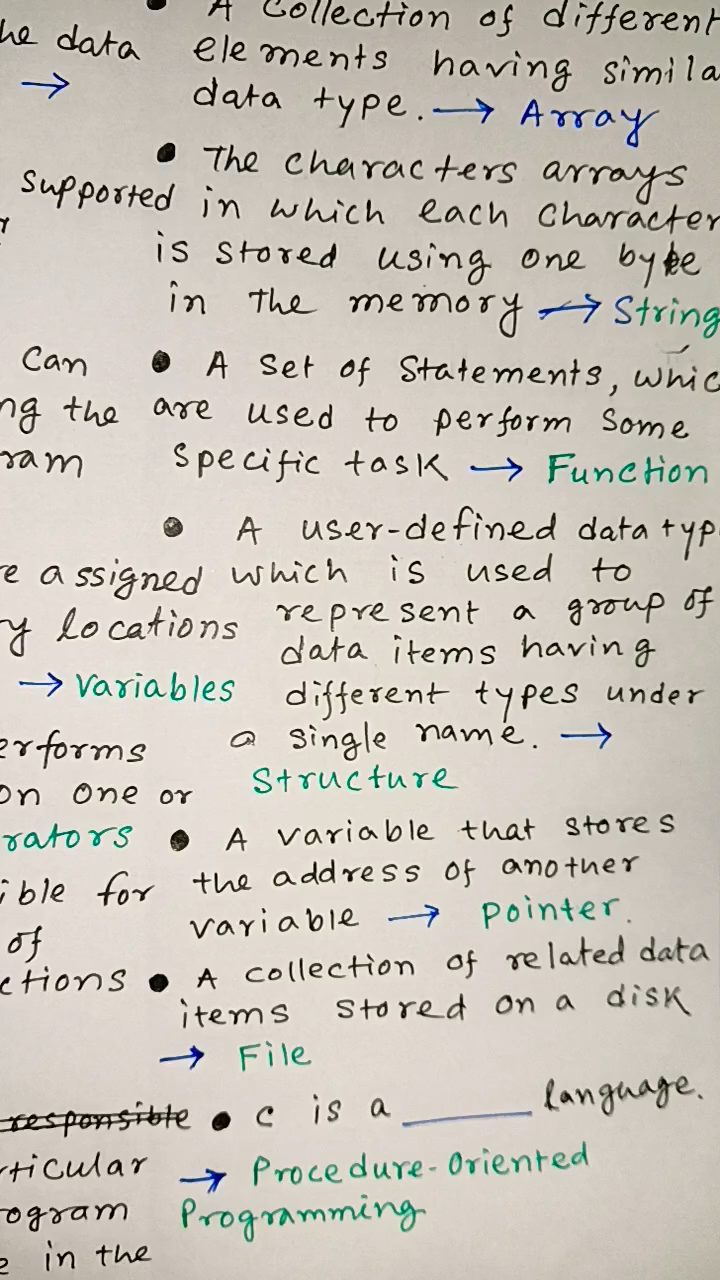 he data
→
supported
can
ng the
ram
e assigned
y locations
→ variables
erforms
on one or
rators
ible for
of
ctions
responsible
rticular
ogram
e in the
• A collection of different
elements having simila
data type. → Array
• The characters arrays
in which each character
is stored using one byte
in the memory → String
• A set of statements, whic
are used to perform some
specific task → Function
• A user-defined data typ
which is used to
represent a group of
data items having
different types under
a single name. →
Structure
• A variable that stores
the address of another
variable → pointer.
• A collection of related data
items stored on a disk
→ File
• C is a ______ language.
→ Procedure-Oriented
Programming